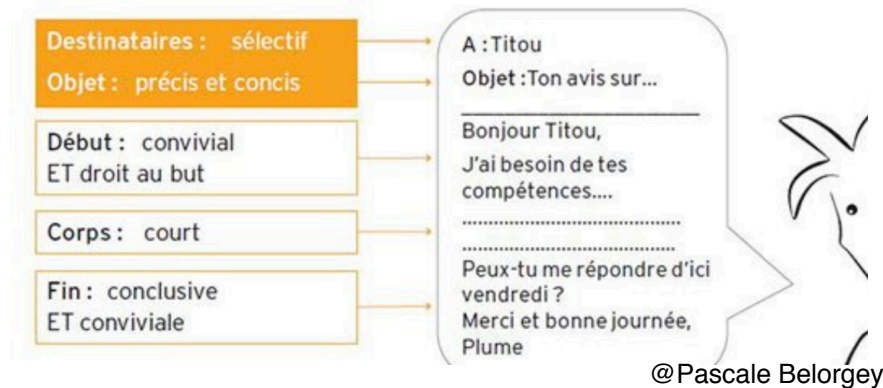 Destinataires : sélectif
Objet : précis et concis
Début : convivial
ET droit au but
Corps : court
Fin : conclusive
ET conviviale
A :Titou
Objet :Ton avis sur...
Bonjour Titou,
J'ai besoin de tes
compétences....
Peux-tu me répondre d'ici
vendredi ?
Merci et bonne journée,
Plume
@Pascale Belorgey